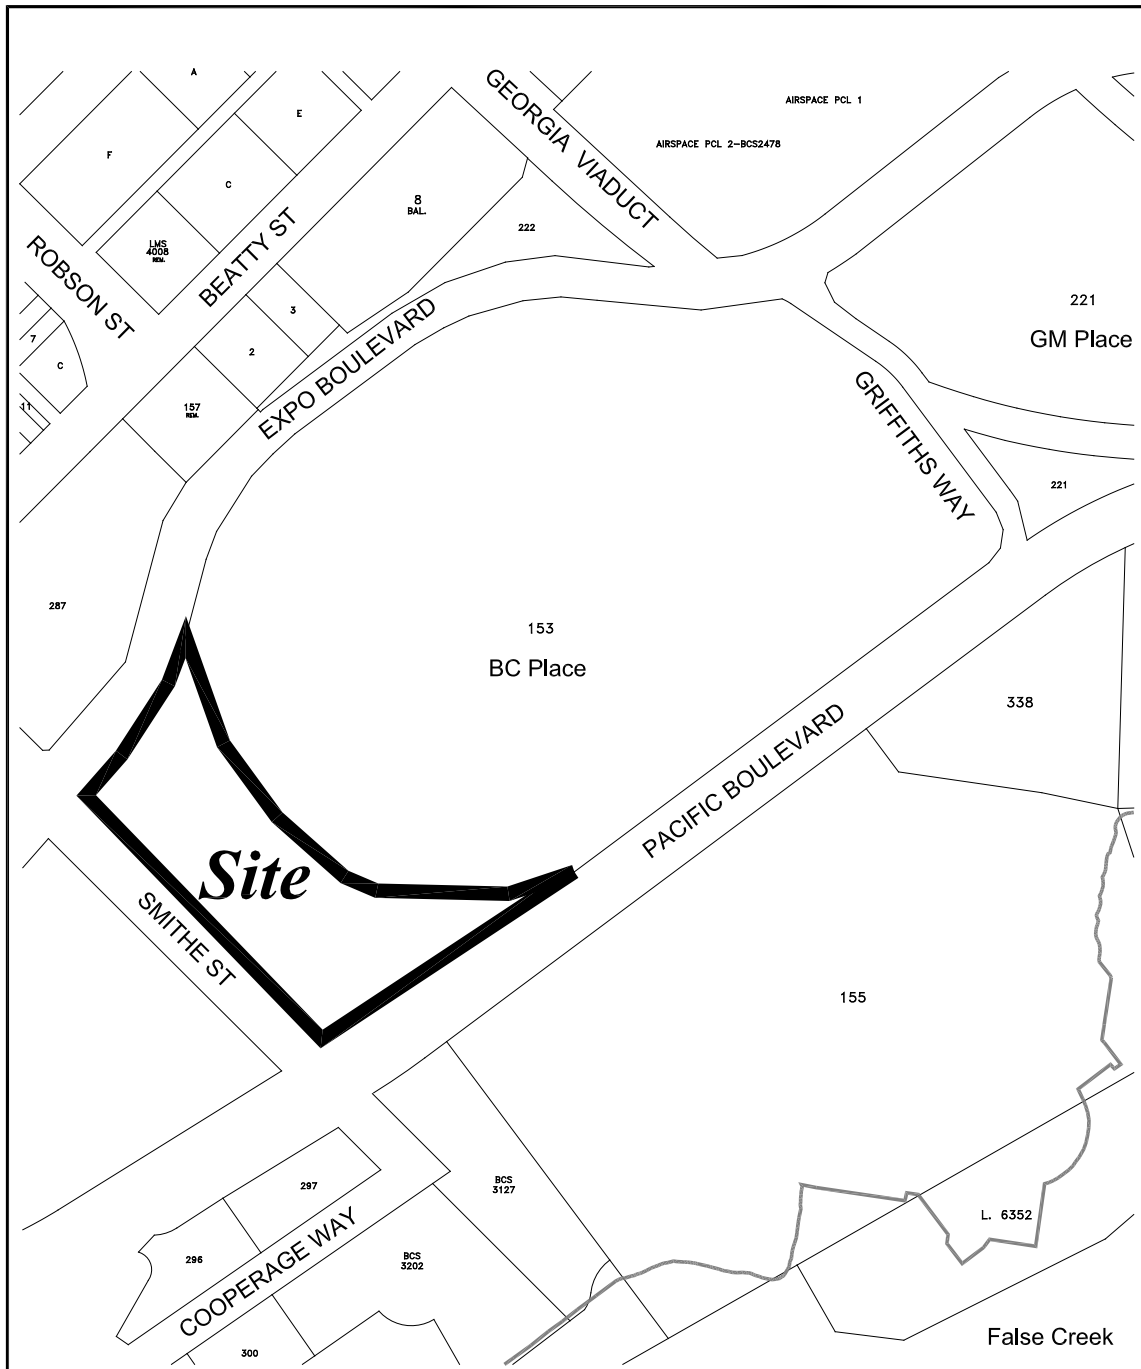 A
AIRSPACE PCL 1
E
GEORGIA VIADUCT
AIRSPACE PCL 2-BCS2478
F
C
8
BAL.
222
LMS
4008
REM.
ROBSON ST
BEATTY ST
3
221
GM Place
7
2
C
EXPO BOULEVARD
11
157
REM.
GRIFFITHS WAY
221
287
153
BC Place
338
PACIFIC BOULEVARD
Site
SMITHE ST
155
297
BCS
3127
L. 6352
296
BCS
3202
COOPERAGE WAY
300
False Creek